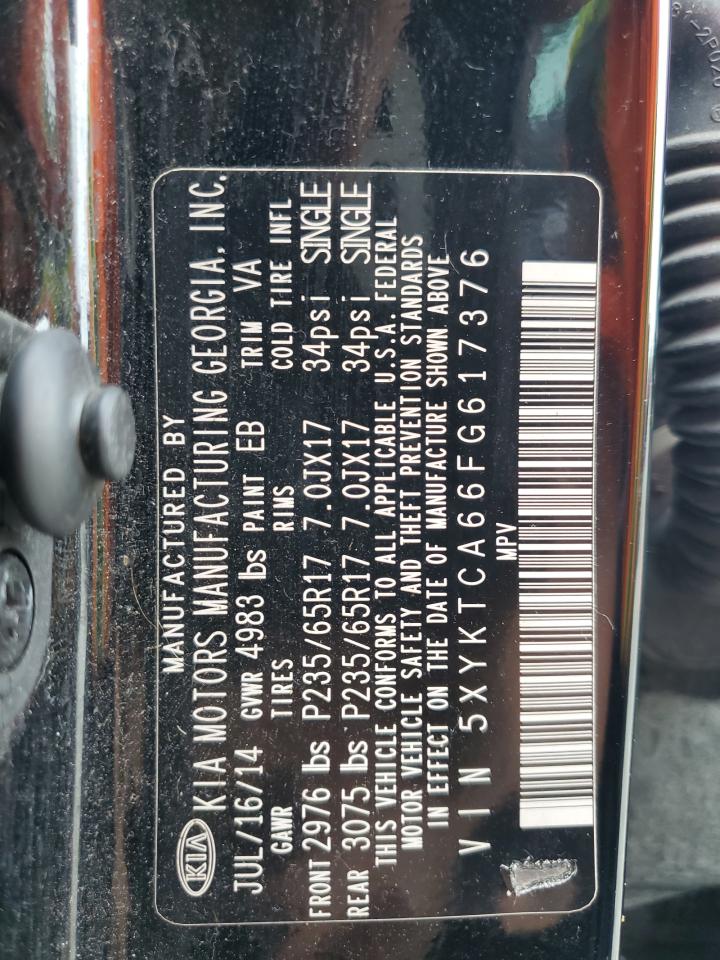 MANUFACTURED BY
KIA KIA MOTORS MANUFACTURING GEORGIA, INC.
JUL/16/14 GVWR 4983 lbs PAINT EB TRIM VA
GAWR TIRES RIMS COLD TIRE INFL
FRONT 2976 lbs P235/65R17 7.0JX17 34psi SINGLE
REAR 3075 lbs P235/65R17 7.0JX17 34psi SINGLE
THIS VEHICLE CONFORMS TO ALL APPLICABLE U.S.A. FEDERAL
MOTOR VEHICLE SAFETY AND THEFT PREVENTION STANDARDS
IN EFFECT ON THE DATE OF MANUFACTURE SHOWN ABOVE
VIN 5XYKTCA66FG617376
MPV